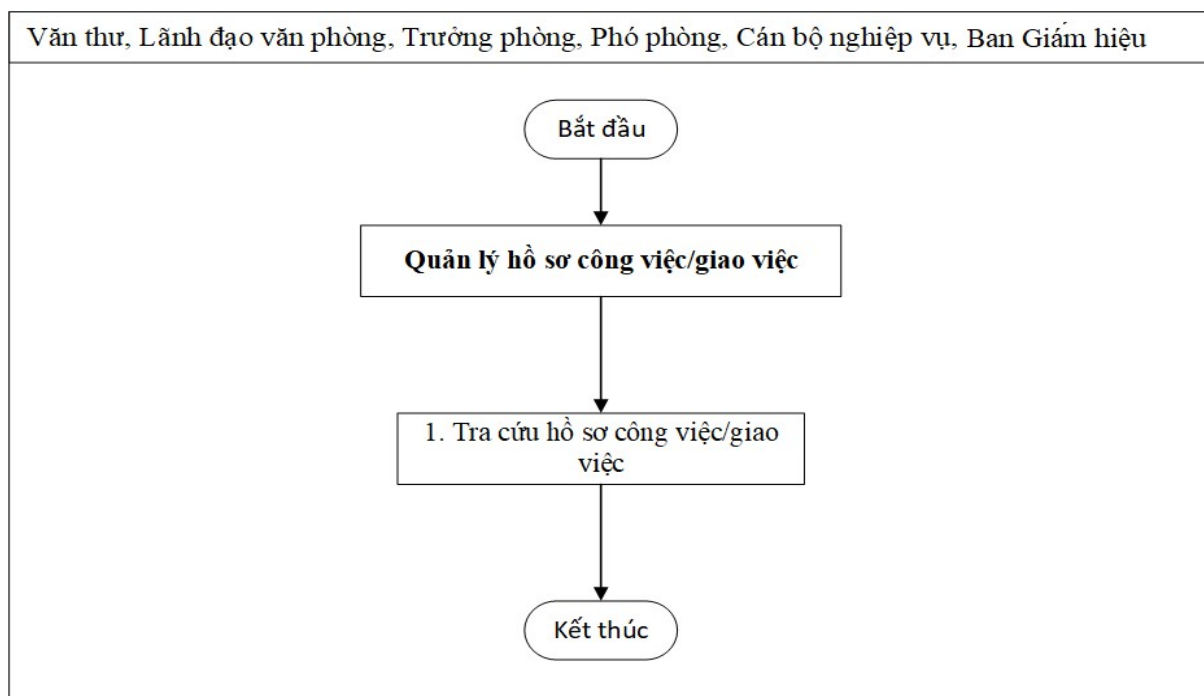 Văn thư, Lãnh đạo văn phòng, Trưởng phòng, Phó phòng, Cán bộ nghiệp vụ, Ban Giám hiệu
Bắt đầu
Quản lý hồ sơ công việc/giao việc
1. Tra cứu hồ sơ công việc/giao
việc
Kết thúc